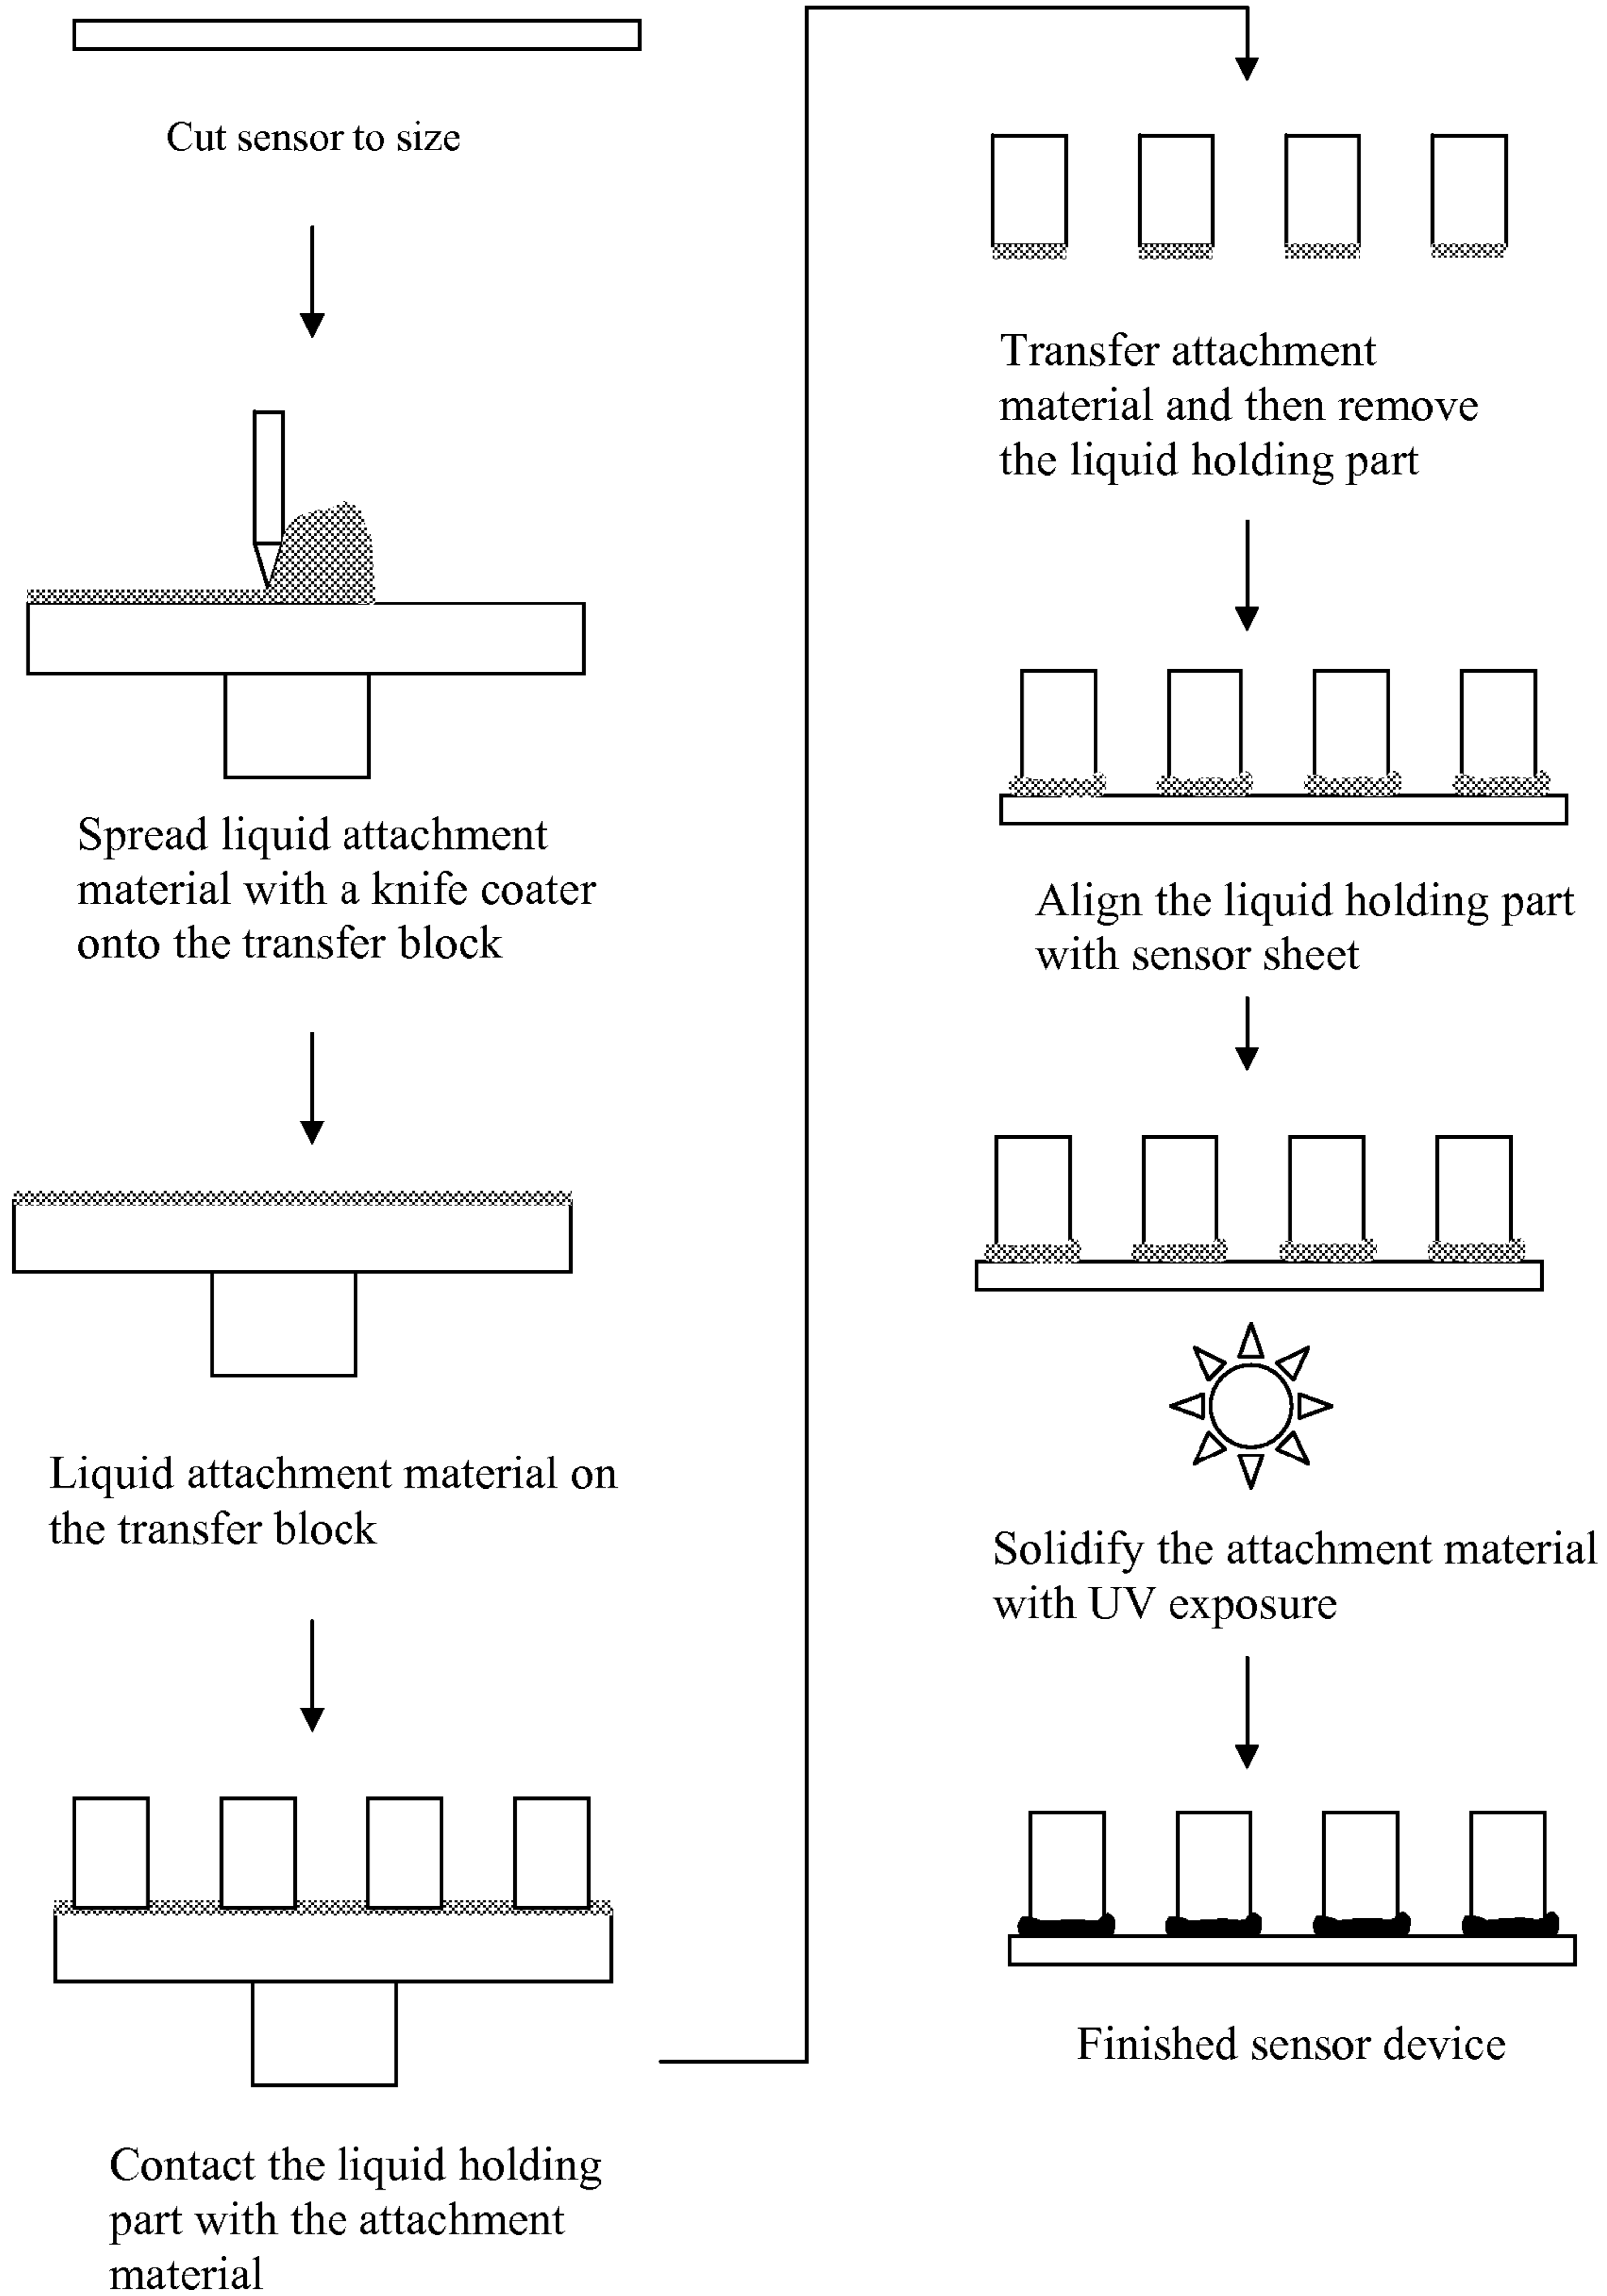 Cut sensor to size
Spread liquid attachment
material with a knife coater
onto the transfer block
Liquid attachment material on
the transfer block
Contact the liquid holding
part with the attachment
material
Transfer attachment
material and then remove
the liquid holding part
Align the liquid holding part
with sensor sheet
Solidify the attachment material
with UV exposure
Finished sensor device